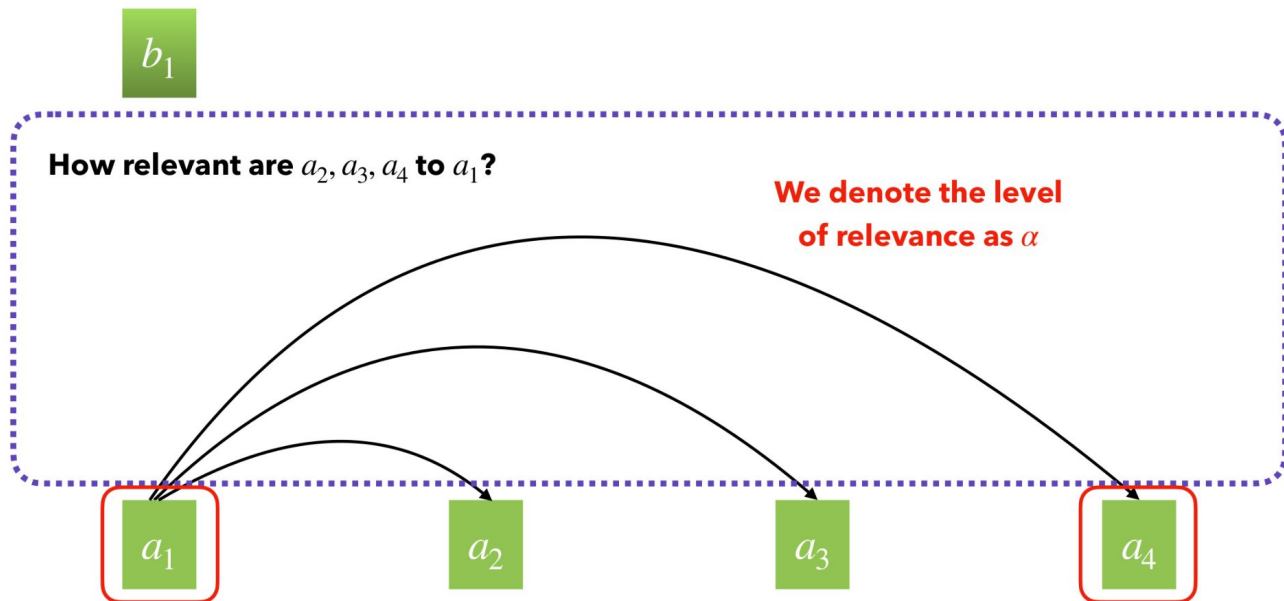 b₁
How relevant are a₂, a₃, a₄ to a₁?
We denote the level
of relevance as α
a₁ a₂ a₃ a₄